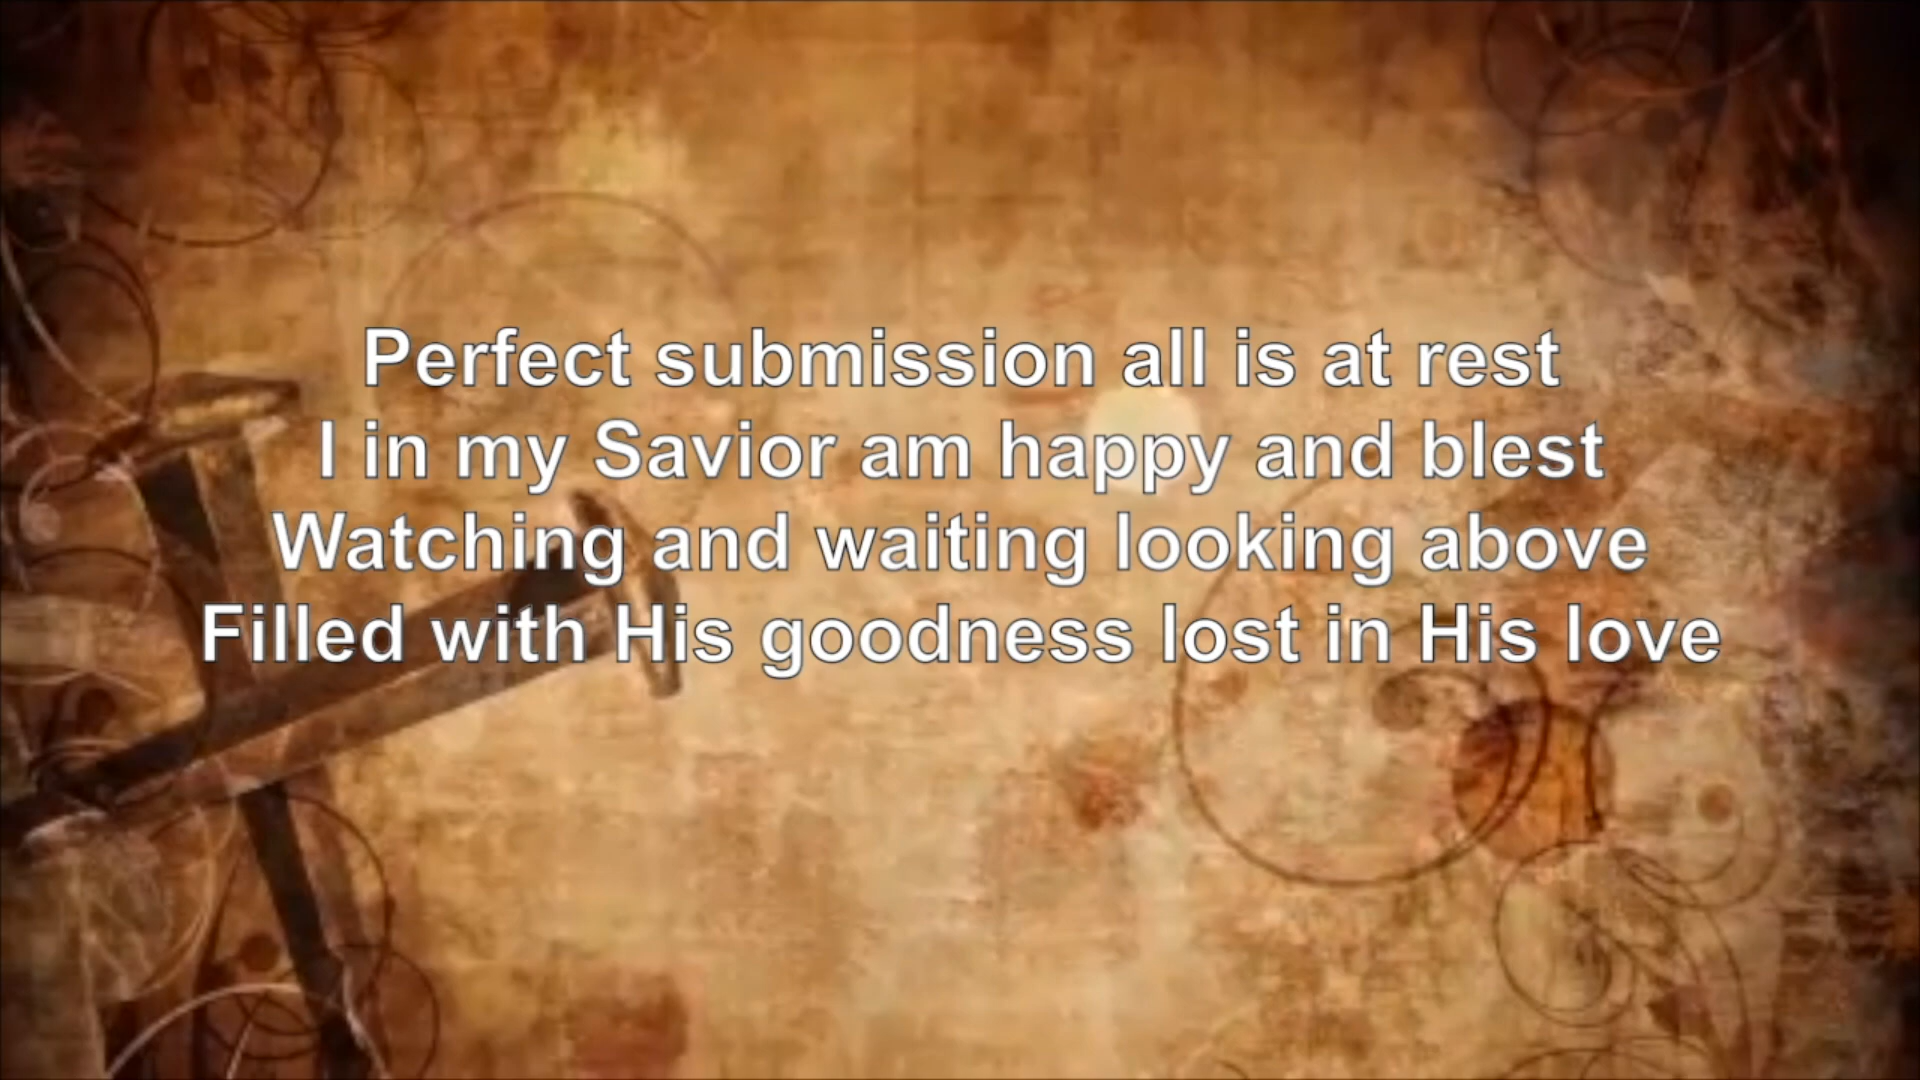 Perfect submission all is at rest
I in my Savior am happy and blest
Watching and waiting looking above
Filled with His goodness lost in His love